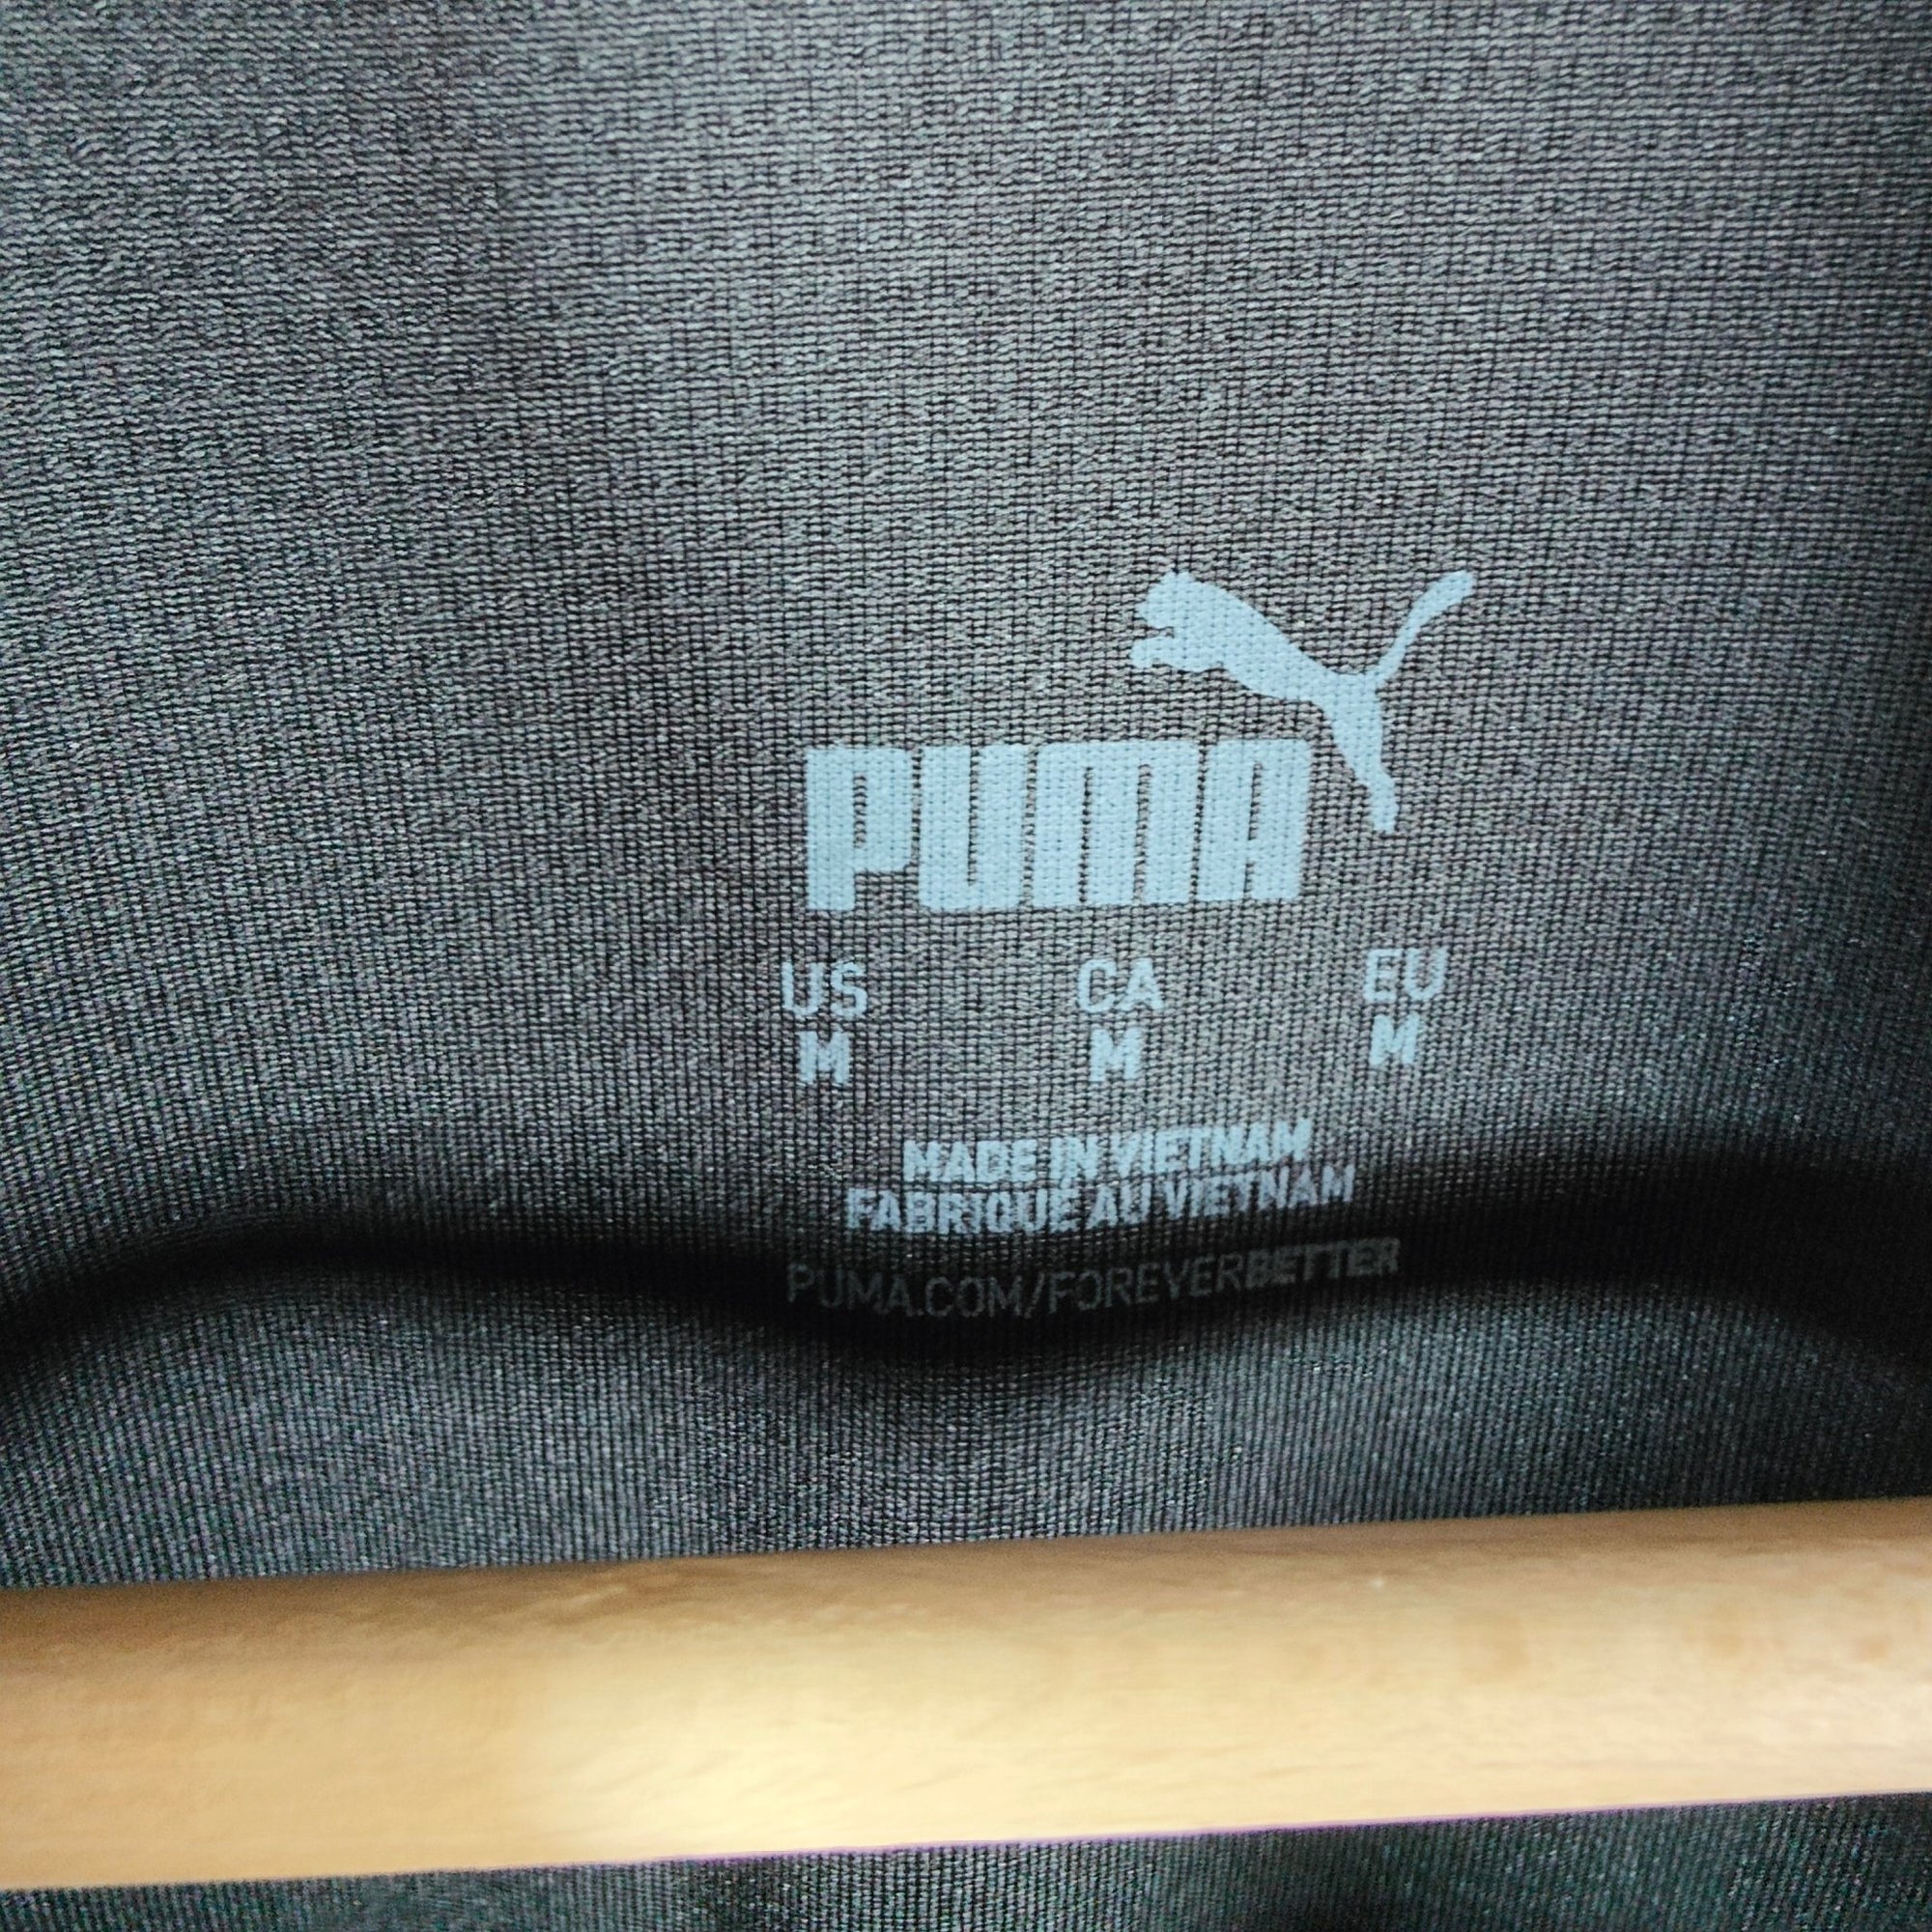 PUMA
US CA EU
M M M
MADE IN VIETNAM
FABRIQUÉ AU VIETNAM
PUMA.COM/FOREVERBETTER